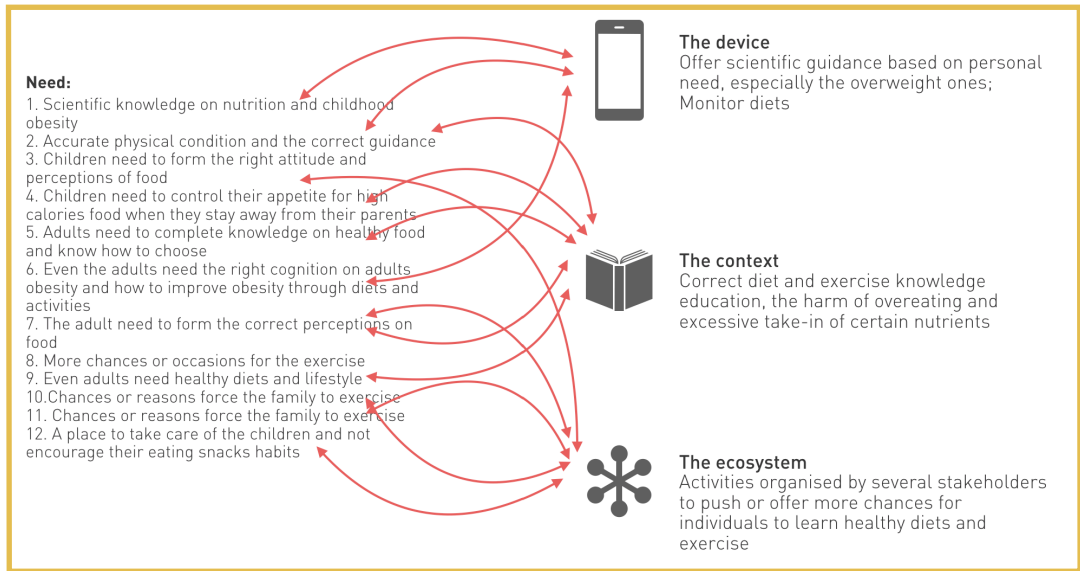 Need:
1. Scientific knowledge on nutrition and childhood
obesity
2. Accurate physical condition and the correct guidance
3. Children need to form the right attitude and
perceptions of food
4. Children need to control their appetite for high
calories food when they stay away from their parents
5. Adults need to complete knowledge on healthy food
and know how to choose
6. Even the adults need the right cognition on adults
obesity and how to improve obesity through diets and
activities
7. The adult need to form the correct perceptions on
food
8. More chances or occasions for the exercise
9. Even adults need healthy diets and lifestyle
10.Chances or reasons force the family to exercise
11. Chances or reasons force the family to exercise
12. A place to take care of the children and not
encourage their eating snacks habits
The device
Offer scientific guidance based on personal
need, especially the overweight ones;
Monitor diets
The context
Correct diet and exercise knowledge
education, the harm of overeating and
excessive take-in of certain nutrients
The ecosystem
Activities organised by several stakeholders
to push or offer more chances for
individuals to learn healthy diets and
exercise